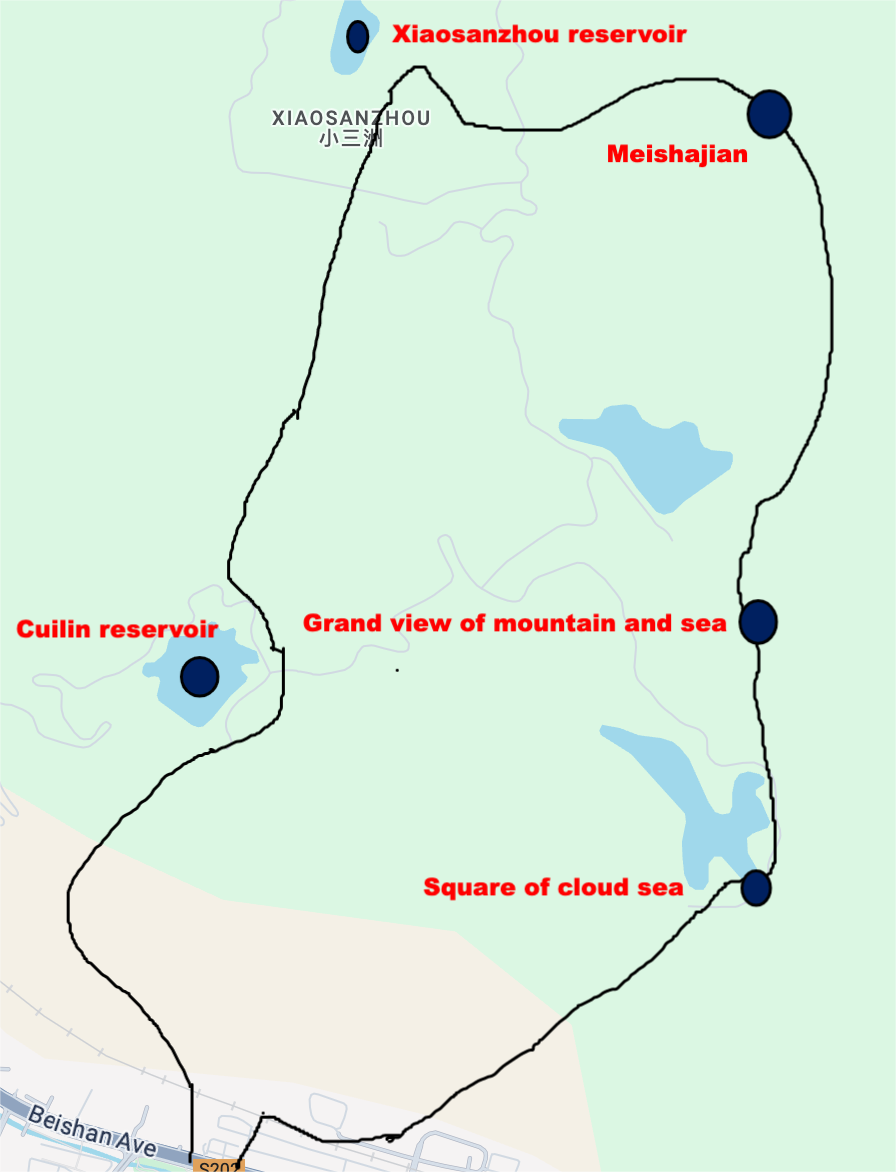 Xiaosanzhou reservoir
XIAOSANZHOU
小三洲
Meishajian
Cuilin reservoir
Grand view of mountain and sea
Square of cloud sea
Beishan Ave
S202